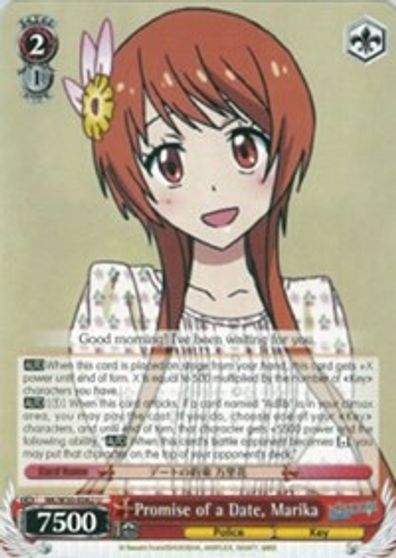 2
1
Good morning! I've been waiting for you.
AUTO When this card is placed on stage from your hand, this card gets +X
power until end of turn. X is equal to 500 multiplied by the number of «Key»
characters you have.
AUTO [(1)] When this card attacks, if a card named is in your climax
area, you may pay the cost. If you do, choose one of your «Key»
characters, and until end of turn, that character gets +5500 power and the
following ability. "AUTO When this card's battle opponent becomes you
may put that character on the bottom of your opponent's deck."
Card Name デートの約束 万里花
7500 Promise of a Date, Marika
Police Key